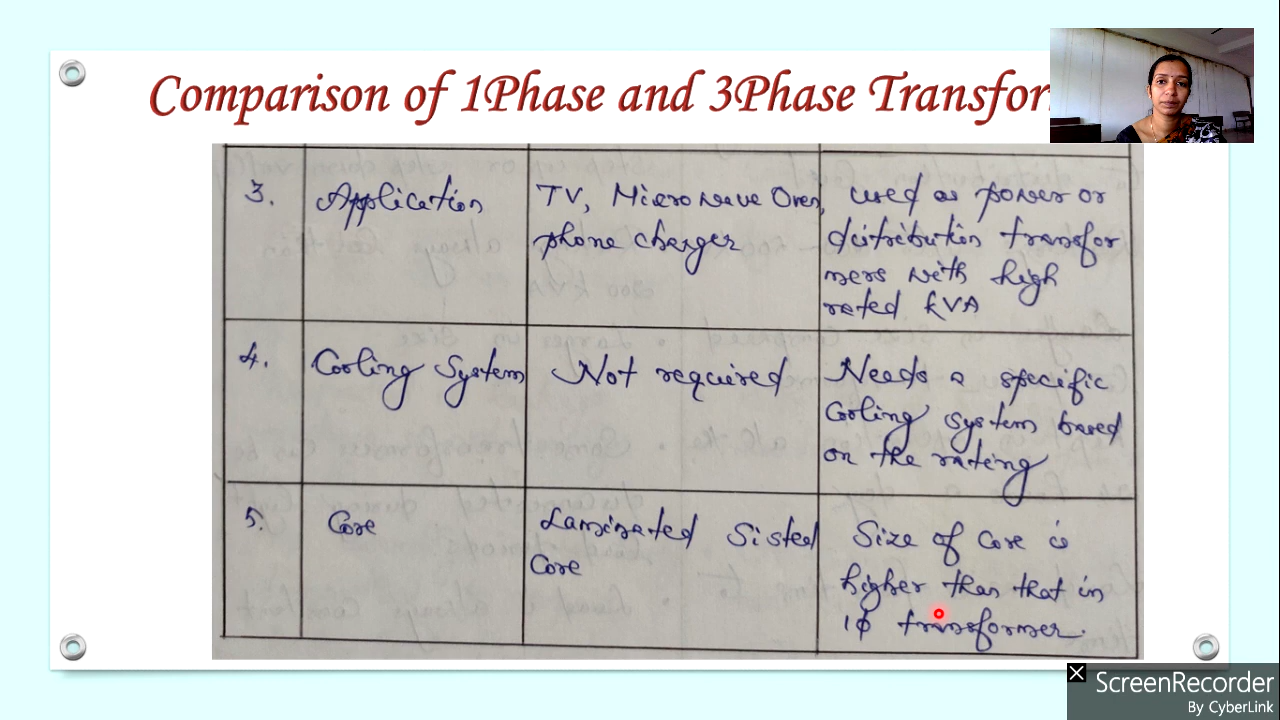 Comparison of 1Phase and 3Phase Transfor
3. Application TV, Microwave Oven, used as power or
phone charger distribution transfor
mers with high
rated kVA
4. Cooling System Not required Needs a specific
Cooling system based
on the rating
5. Core Laminated Sisted Size of Core is
Core higher than that in
1φ transformer.
ScreenRecorder
By CyberLink